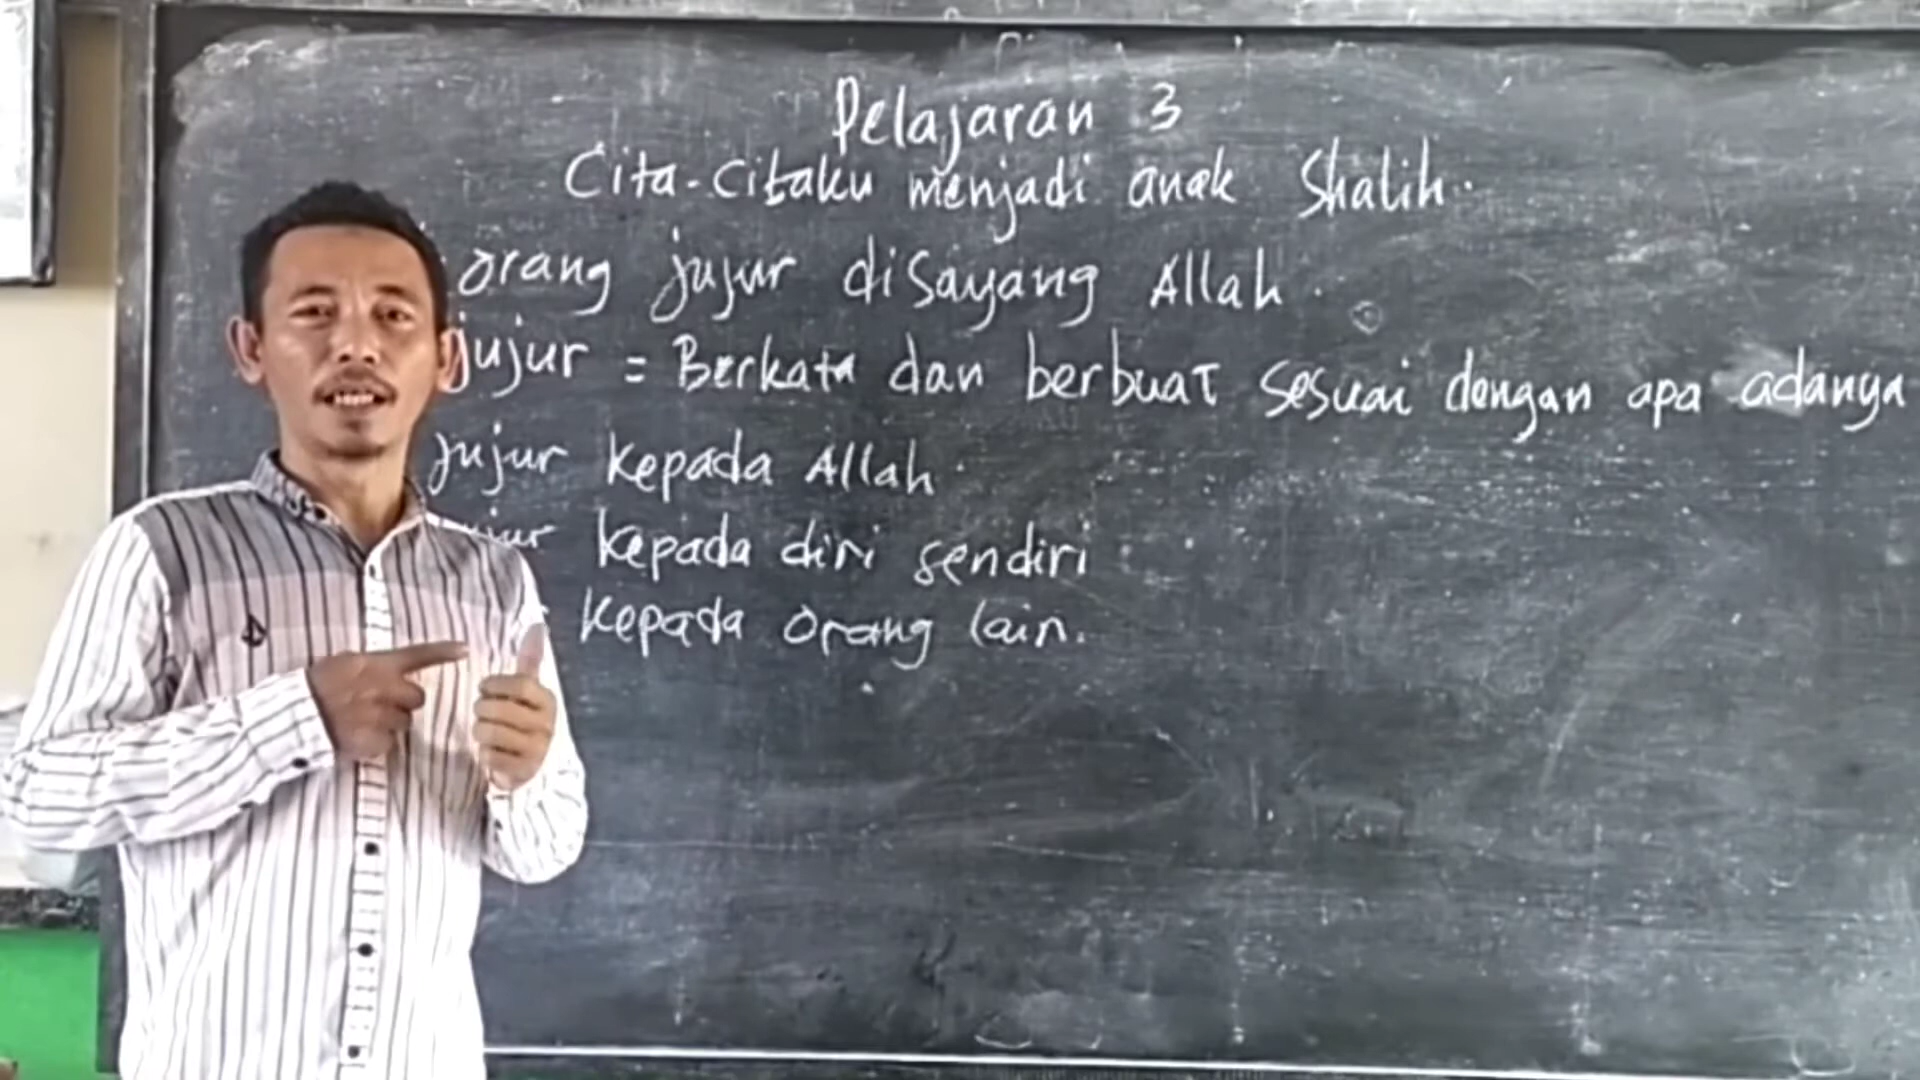 Pelajaran 3
Cita-citaku menjadi anak Shalih.
orang jujur disayang Allah.
jujur = Berkata dan berbuat sesuai dengan apa adanya
jujur kepada Allah.
kepada diri sendiri
kepada orang lain.